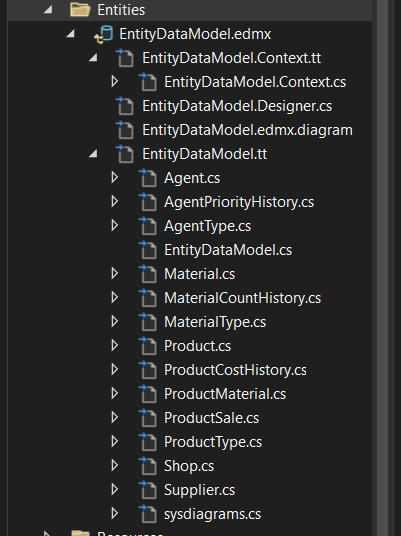 Entities
EntityDataModel.edmx
EntityDataModel.Context.tt
EntityDataModel.Context.cs
EntityDataModel.Designer.cs
EntityDataModel.edmx.diagram
EntityDataModel.tt
Agent.cs
AgentPriorityHistory.cs
AgentType.cs
EntityDataModel.cs
Material.cs
MaterialCountHistory.cs
MaterialType.cs
Product.cs
ProductCostHistory.cs
ProductMaterial.cs
ProductSale.cs
ProductType.cs
Shop.cs
Supplier.cs
sysdiagrams.cs
Resources